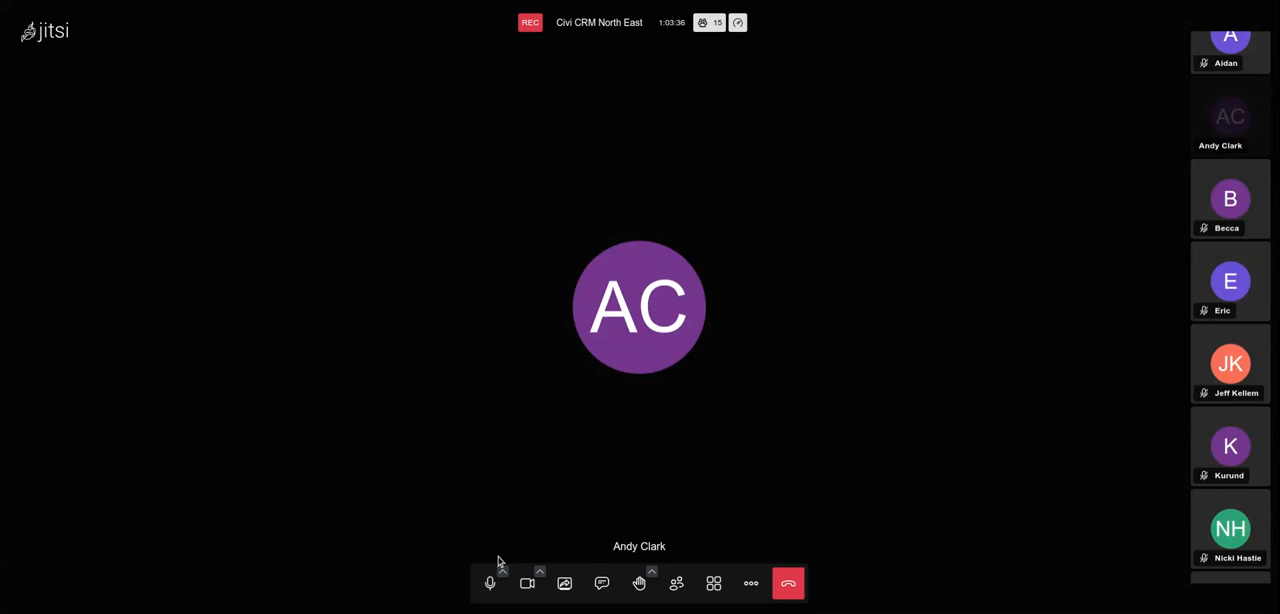 jitsi
REC
Civi CRM North East
1:03:36
15
A
Aidan
AC
Andy Clark
B
Becca
E
Eric
JK
Jeff Kellem
K
Kurund
NH
Nicki Hastie
AC
Andy Clark